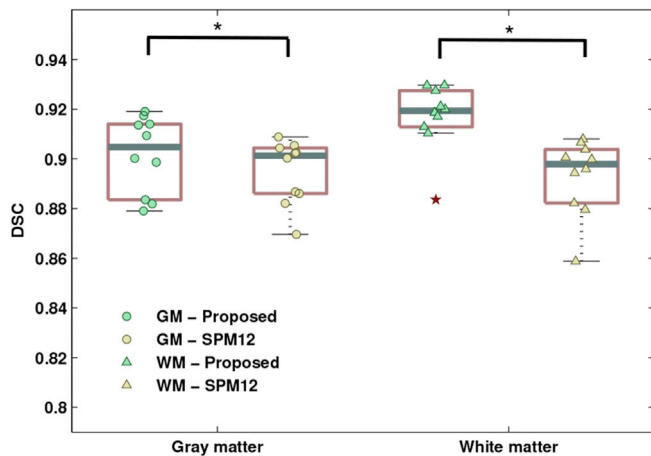 * *
0.94
0.92
0.9
0.88
0.86
0.84
0.82
0.8
DSC
GM – Proposed
GM – SPM12
WM – Proposed
WM – SPM12
Gray matter White matter